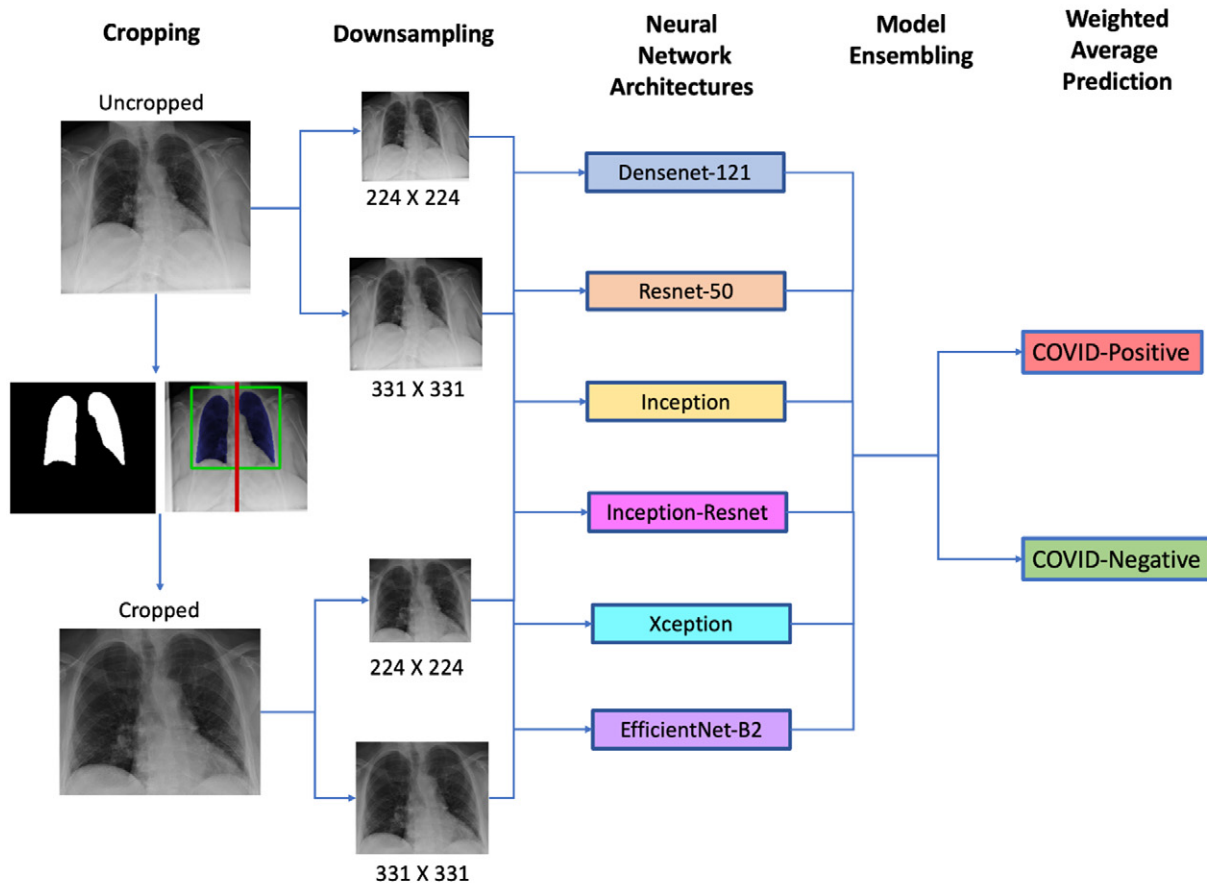 Cropping
Downsampling
Neural
Network
Architectures
Model
Ensembling
Weighted
Average
Prediction
Uncropped
224 X 224
331 X 331
Cropped
224 X 224
331 X 331
Densenet-121
Resnet-50
Inception
Inception-Resnet
Xception
EfficientNet-B2
COVID-Positive
COVID-Negative